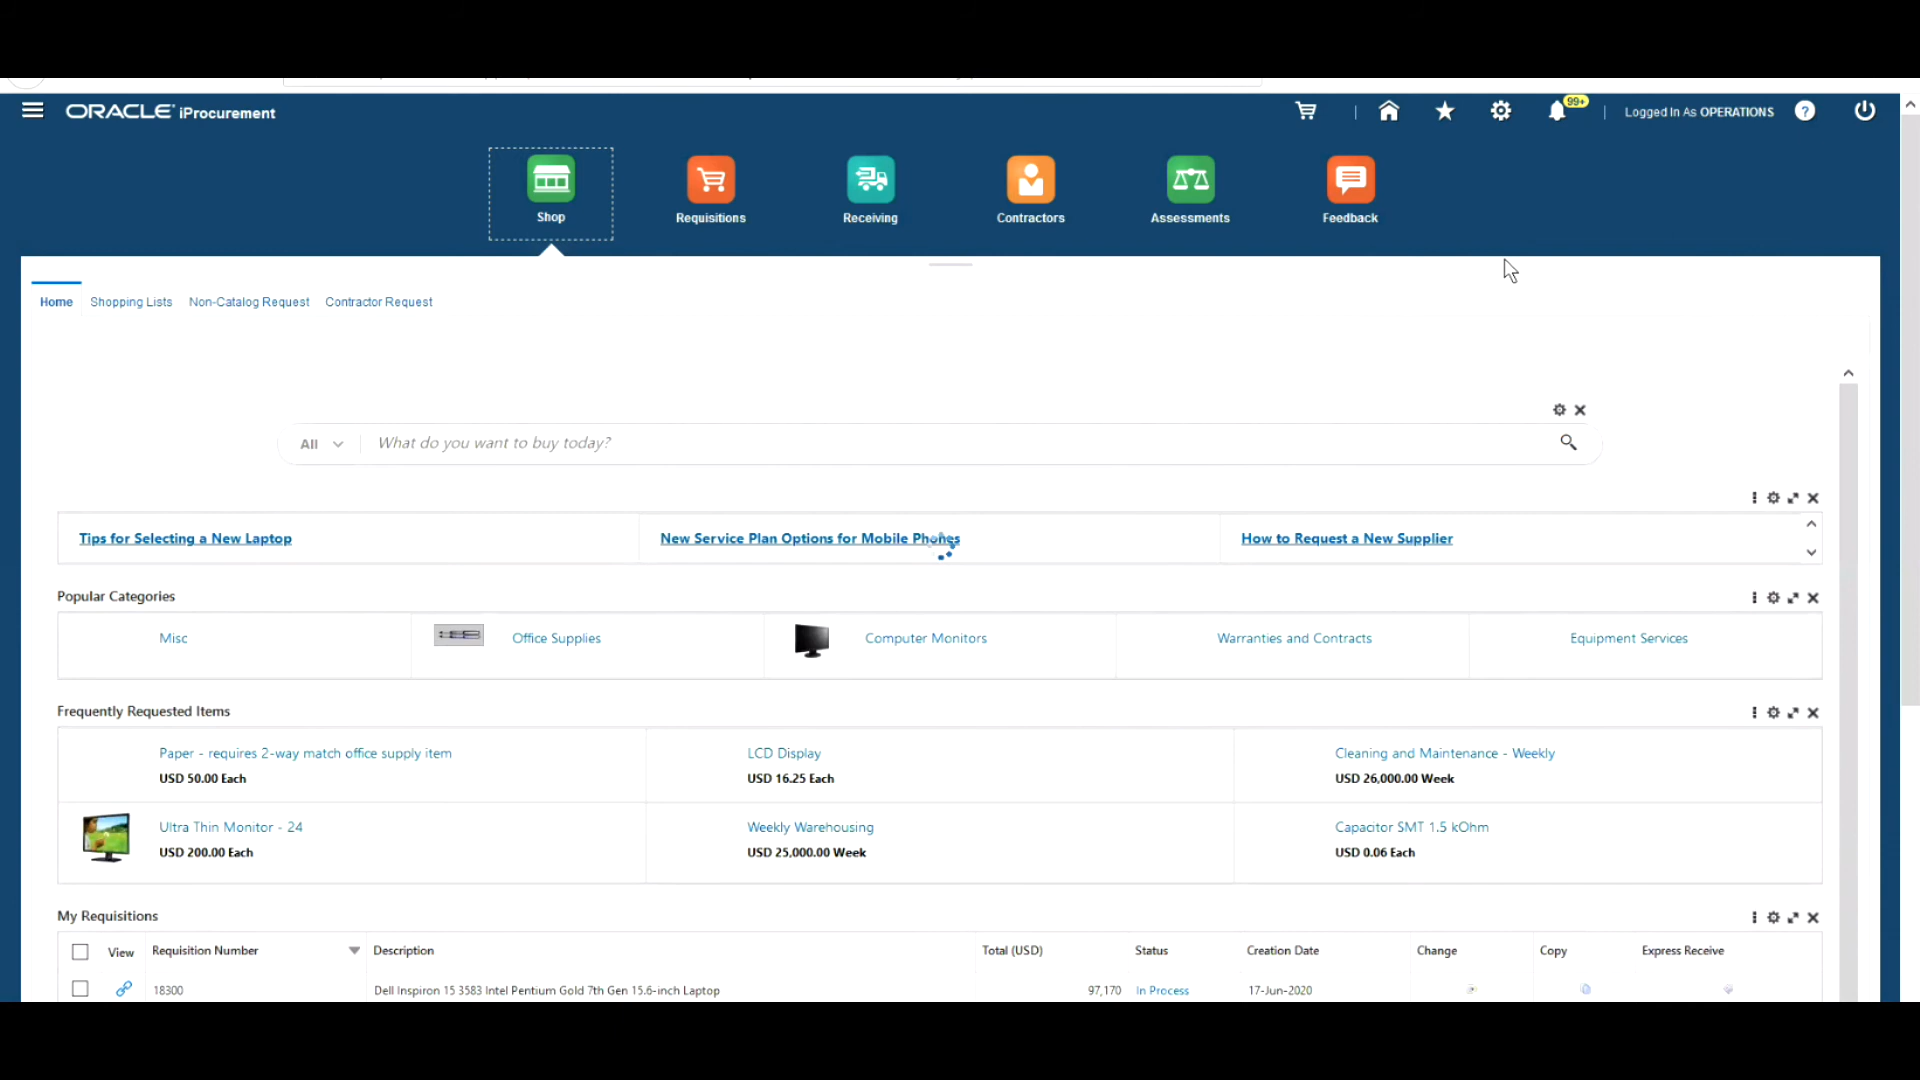 ORACLE iProcurement
99+
Logged In As OPERATIONS
?
Shop
Requisitions
Receiving
Contractors
Assessments
Feedback
Home
Shopping Lists
Non-Catalog Request
Contractor Request
All
What do you want to buy today?
Tips for Selecting a New Laptop
New Service Plan Options for Mobile Phones
How to Request a New Supplier
Popular Categories
Misc
Office Supplies
Computer Monitors
Warranties and Contracts
Equipment Services
Frequently Requested Items
Paper - requires 2-way match office supply item
USD 50.00 Each
LCD Display
USD 16.25 Each
Cleaning and Maintenance - Weekly
USD 26,000.00 Week
Ultra Thin Monitor - 24
USD 200.00 Each
Weekly Warehousing
USD 25,000.00 Week
Capacitor SMT 1.5 kOhm
USD 0.06 Each
My Requisitions
View Requisition Number Description Total (USD) Status Creation Date Change Copy Express Receive
18300 Dell Inspiron 15 3583 Intel Pentium Gold 7th Gen 15.6-inch Laptop 97,170 In Process 17-Jun-2020